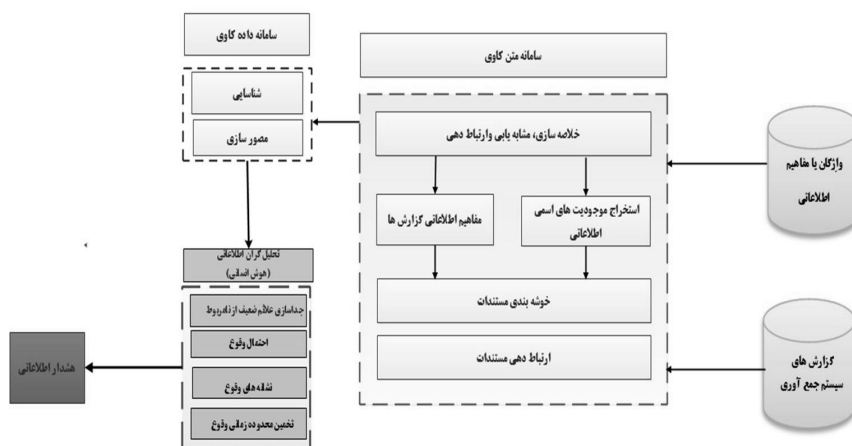 سامانه داده کاوی
سامانه متن کاوی
شناسایی
مصور سازی
خلاصه سازی، مشابه یابی وارتباط دهی
واژگان یا مفاهیم
اطلاعاتی
مفاهیم اطلاعاتی گزارش ها
استخراج موجودیت های اسمی
اطلاعاتی
تحلیل گران اطلاعاتی
(هوش انسانی)
خوشه بندی مستندات
جداسازی علائم ضعیف از نامربوط
احتمال وقوع
ارتباط دهی مستندات
گزارش های
سیستم جمع آوری
هشدار اطلاعاتی
نشانه های وقوع
تخمین محدوده زمانی وقوع